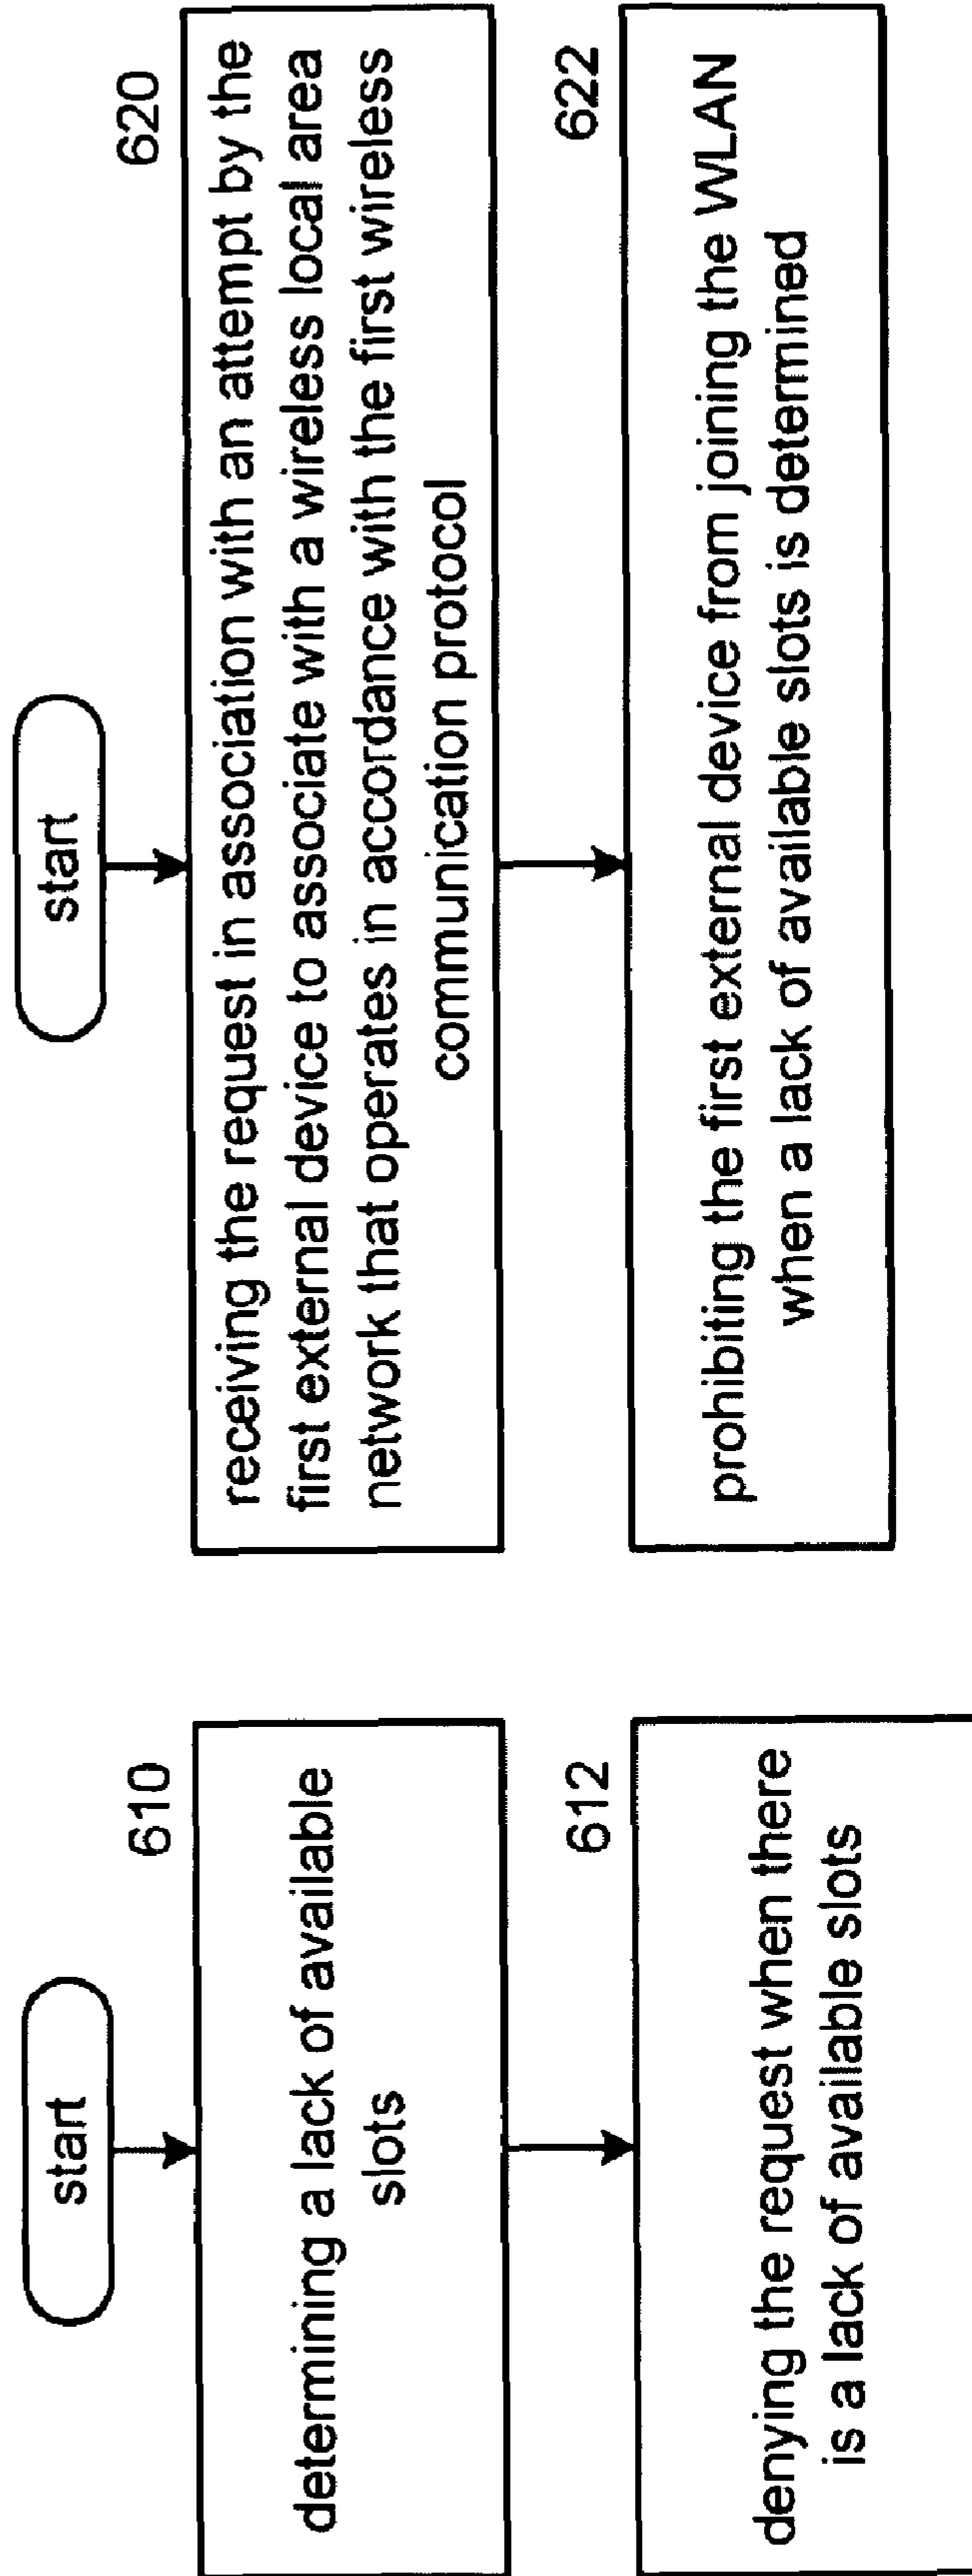 start
610
determining a lack of available
slots
612
denying the request when there
is a lack of available slots
start
620
receiving the request in association with an attempt by the
first external device to associate with a wireless local area
network that operates in accordance with the first wireless
communication protocol
622
prohibiting the first external device from joining the WLAN
when a lack of available slots is determined